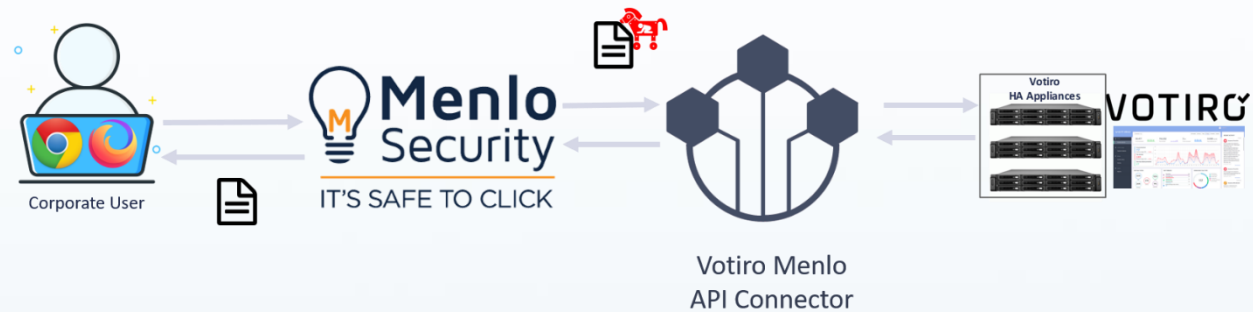 Corporate User
M
Menlo
Security
IT'S SAFE TO CLICK
Votiro Menlo
API Connector
Votiro
HA Appliances
VOTIRO